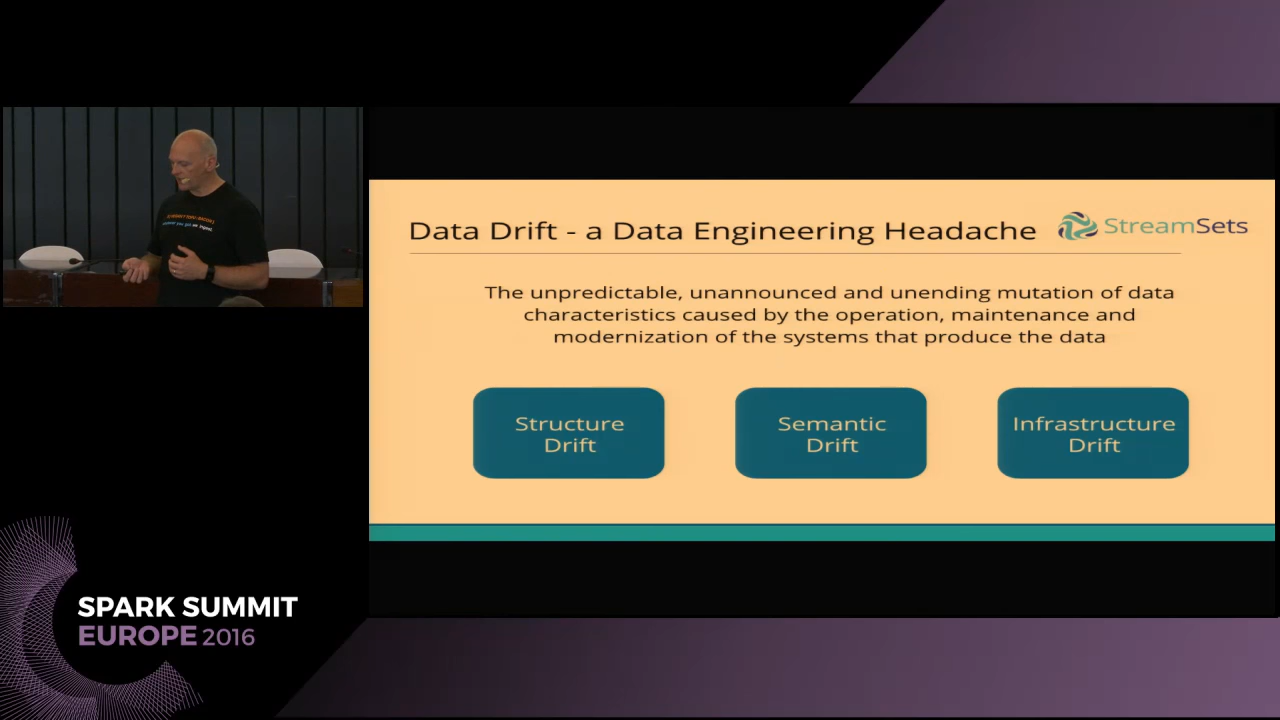 Data Drift - a Data Engineering Headache
StreamSets
The unpredictable, unannounced and unending mutation of data
characteristics caused by the operation, maintenance and
modernization of the systems that produce the data
Structure
Drift
Semantic
Drift
Infrastructure
Drift
SPARK SUMMIT
EUROPE 2016